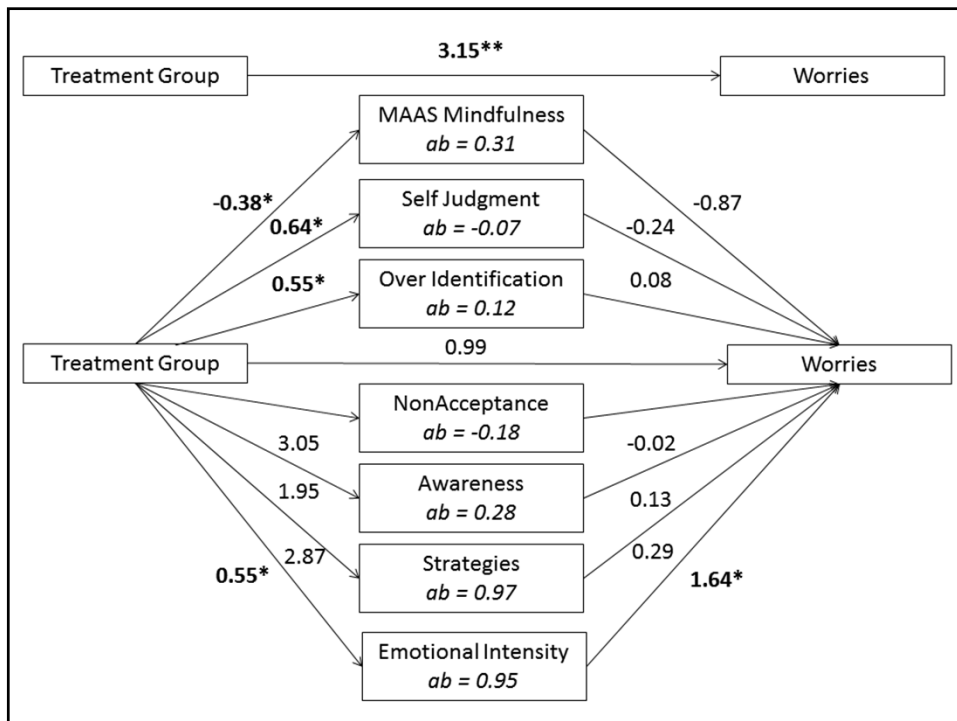 3.15**
Treatment Group
Worries
MAAS Mindfulness
ab = 0.31
-0.38*
-0.87
Self Judgment
ab = -0.07
0.64*
-0.24
Over Identification
ab = 0.12
0.55*
0.08
Treatment Group
0.99
Worries
NonAcceptance
ab = -0.18
3.05
-0.02
Awareness
ab = 0.28
1.95
0.13
Strategies
ab = 0.97
2.87
0.29
0.55*
1.64*
Emotional Intensity
ab = 0.95